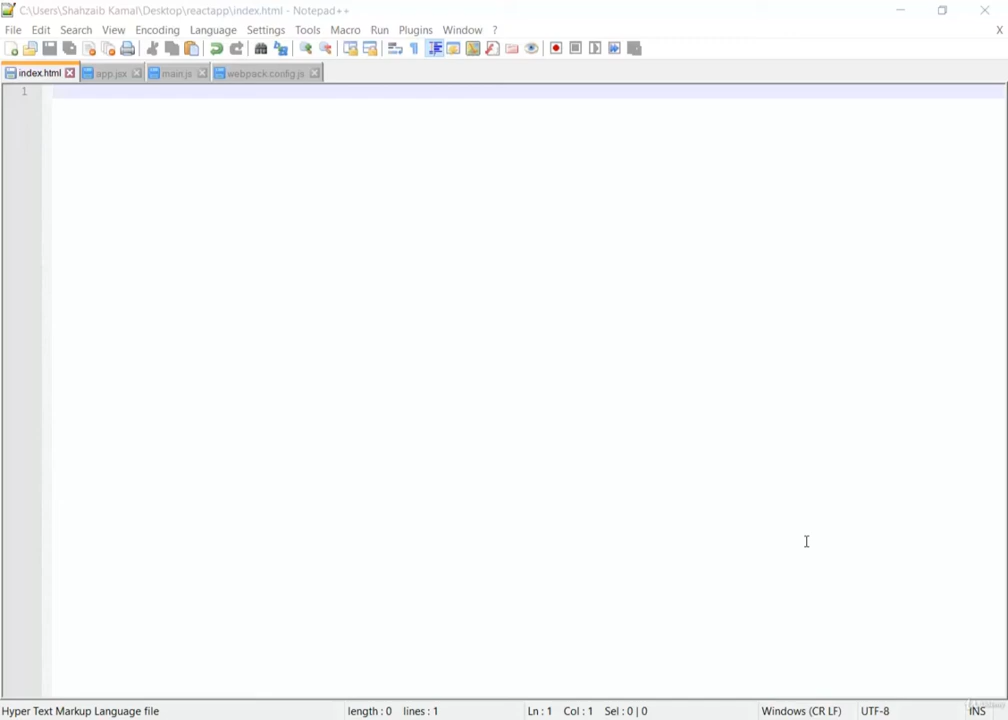 C:\Users\Shahzaib Kamal\Desktop\reactapp\index.html - Notepad++
File Edit Search View Encoding Language Settings Tools Macro Run Plugins Window ? X
index.html app.jsx main.js webpack.config.js
1
Hyper Text Markup Language file length : 0 lines : 1 Ln : 1 Col : 1 Sel : 0 | 0 Windows (CR LF) UTF-8 INS